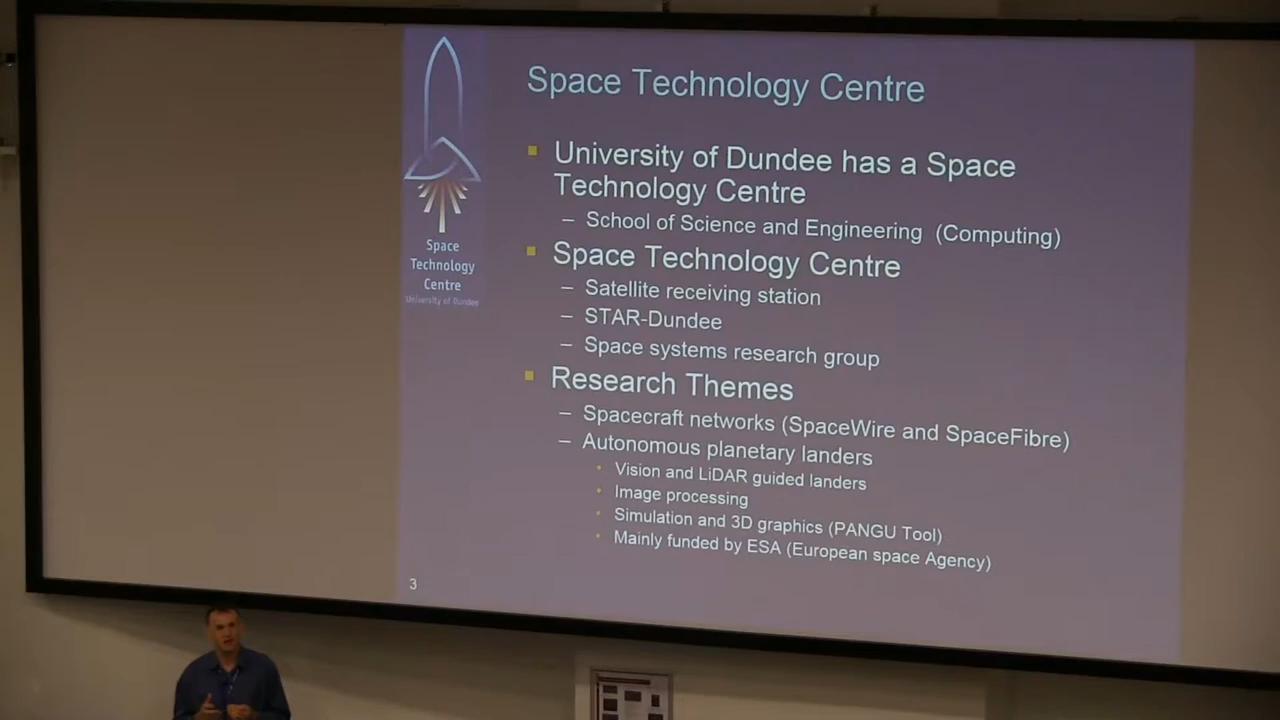 Space Technology Centre
University of Dundee has a Space
Technology Centre
– School of Science and Engineering (Computing)
Space Technology Centre
– Satellite receiving station
– STAR-Dundee
– Space systems research group
Research Themes
– Spacecraft networks (SpaceWire and SpaceFibre)
– Autonomous planetary landers
• Vision and LiDAR guided landers
• Image processing
• Simulation and 3D graphics (PANGU Tool)
• Mainly funded by ESA (European space Agency)
Space
Technology
Centre
University of Dundee
3